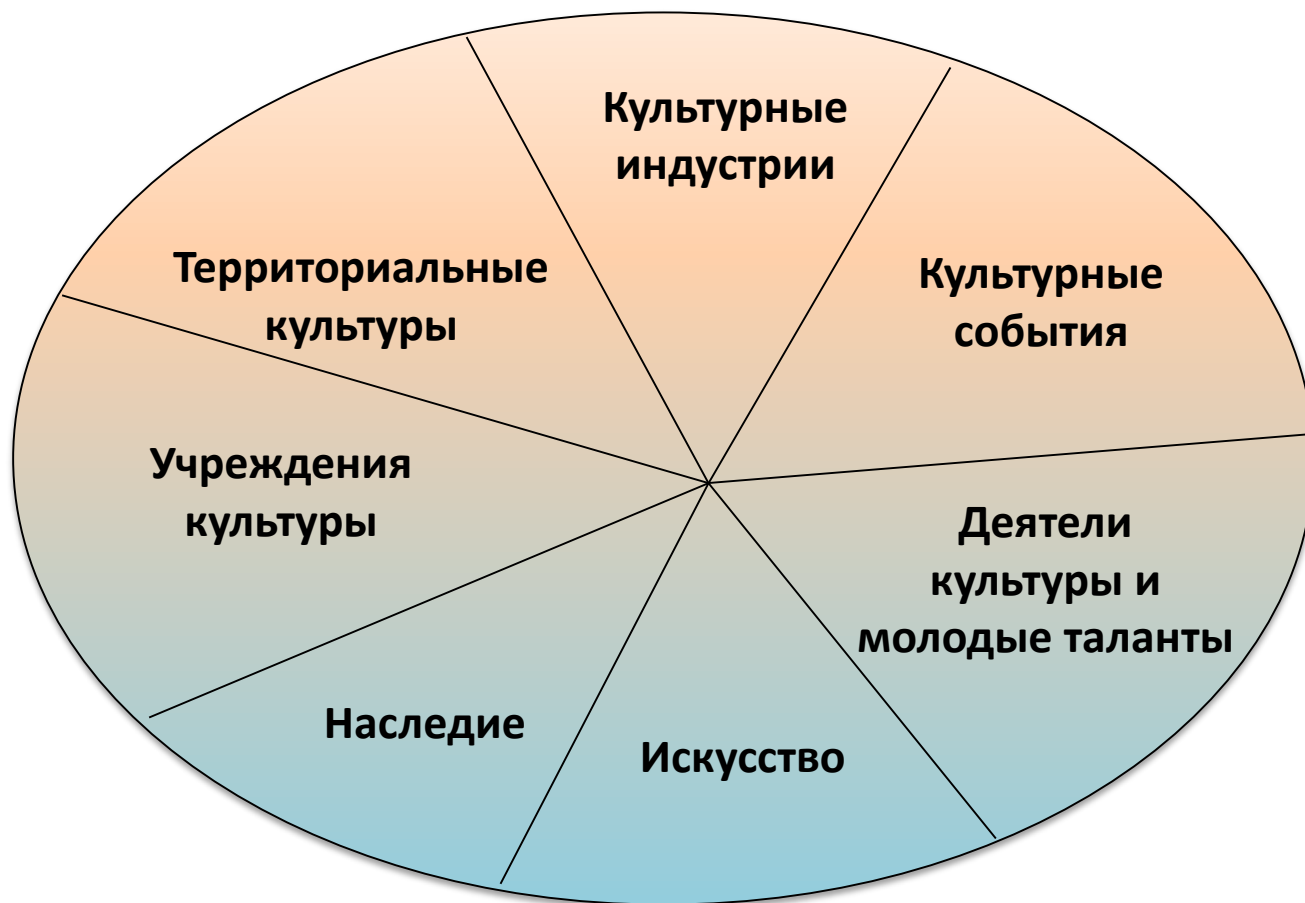 Культурные
индустрии
Территориальные
культуры
Культурные
события
Учреждения
культуры
Деятели
культуры и
молодые таланты
Наследие
Искусство